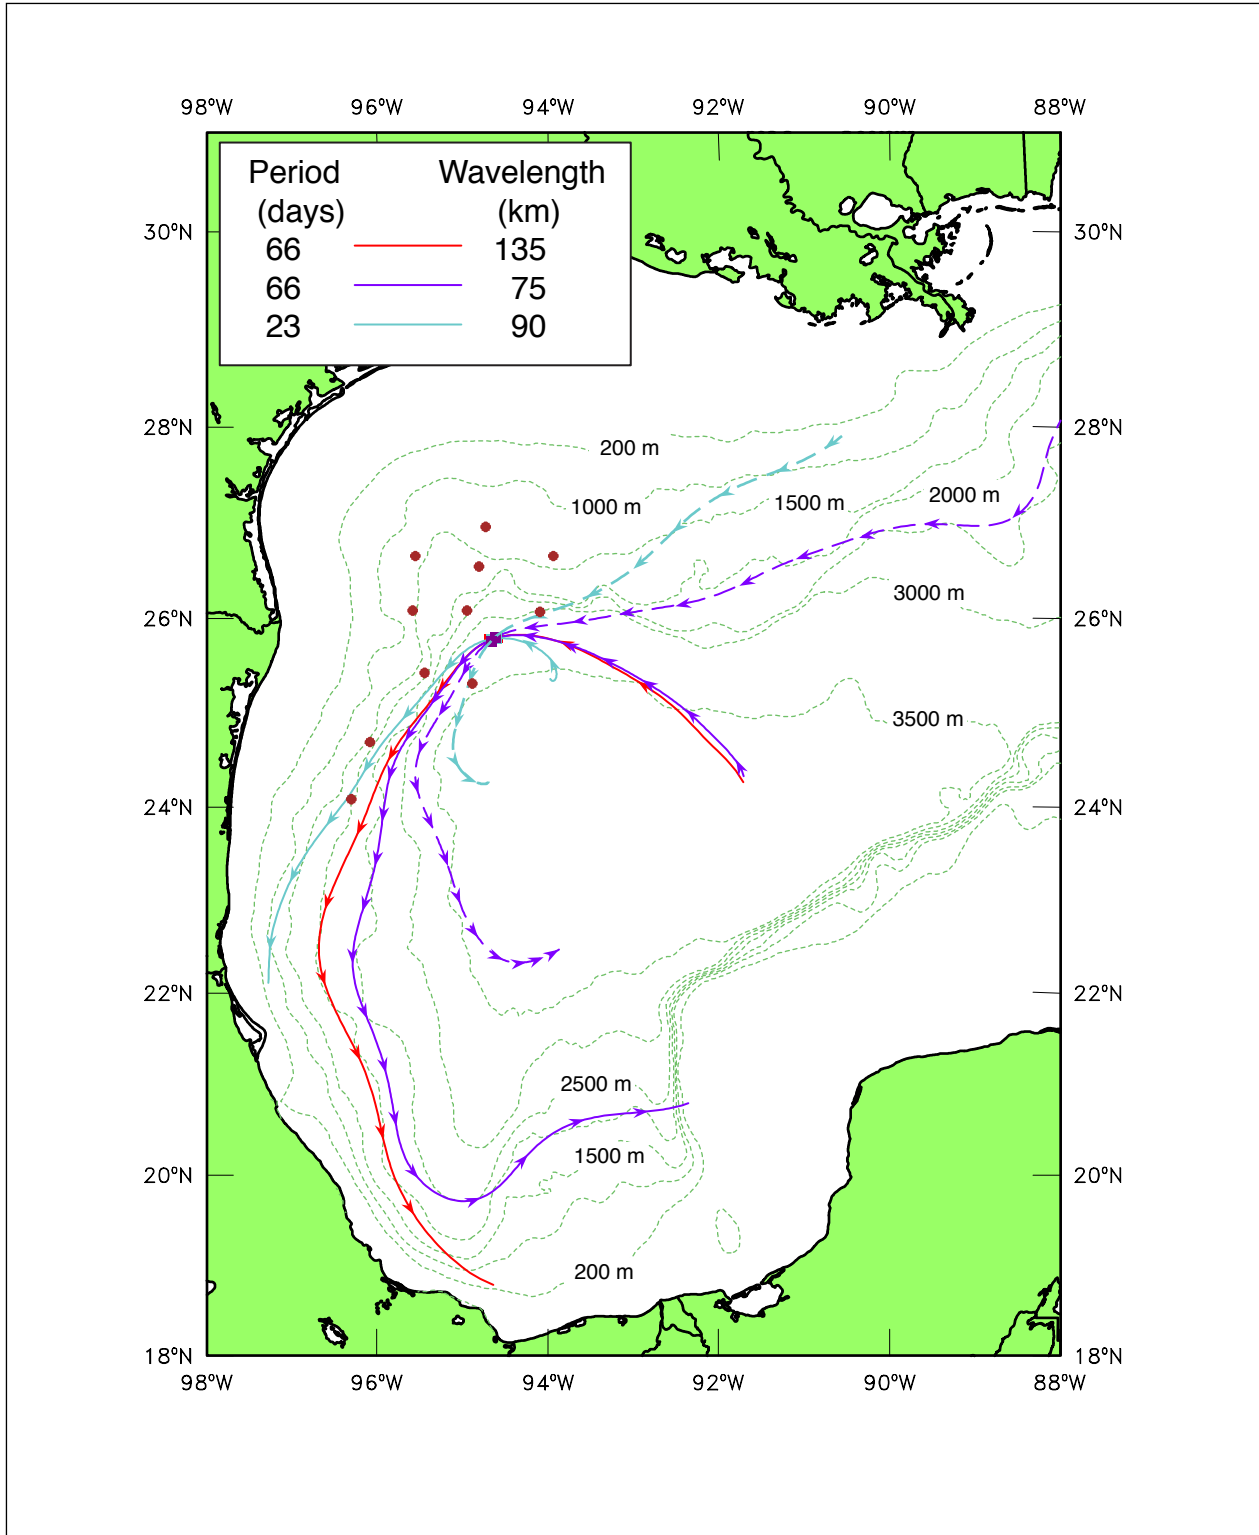 98°W 96°W 94°W 92°W 90°W 88°W
Period Wavelength
(days) (km)
66 135
66 75
23 90
30°N 30°N
28°N 28°N
200 m
1000 m
1500 m
2000 m
26°N 26°N
3000 m
3500 m
24°N 24°N
22°N 22°N
2500 m
1500 m
20°N 20°N
200 m
18°N 18°N
98°W 96°W 94°W 92°W 90°W 88°W